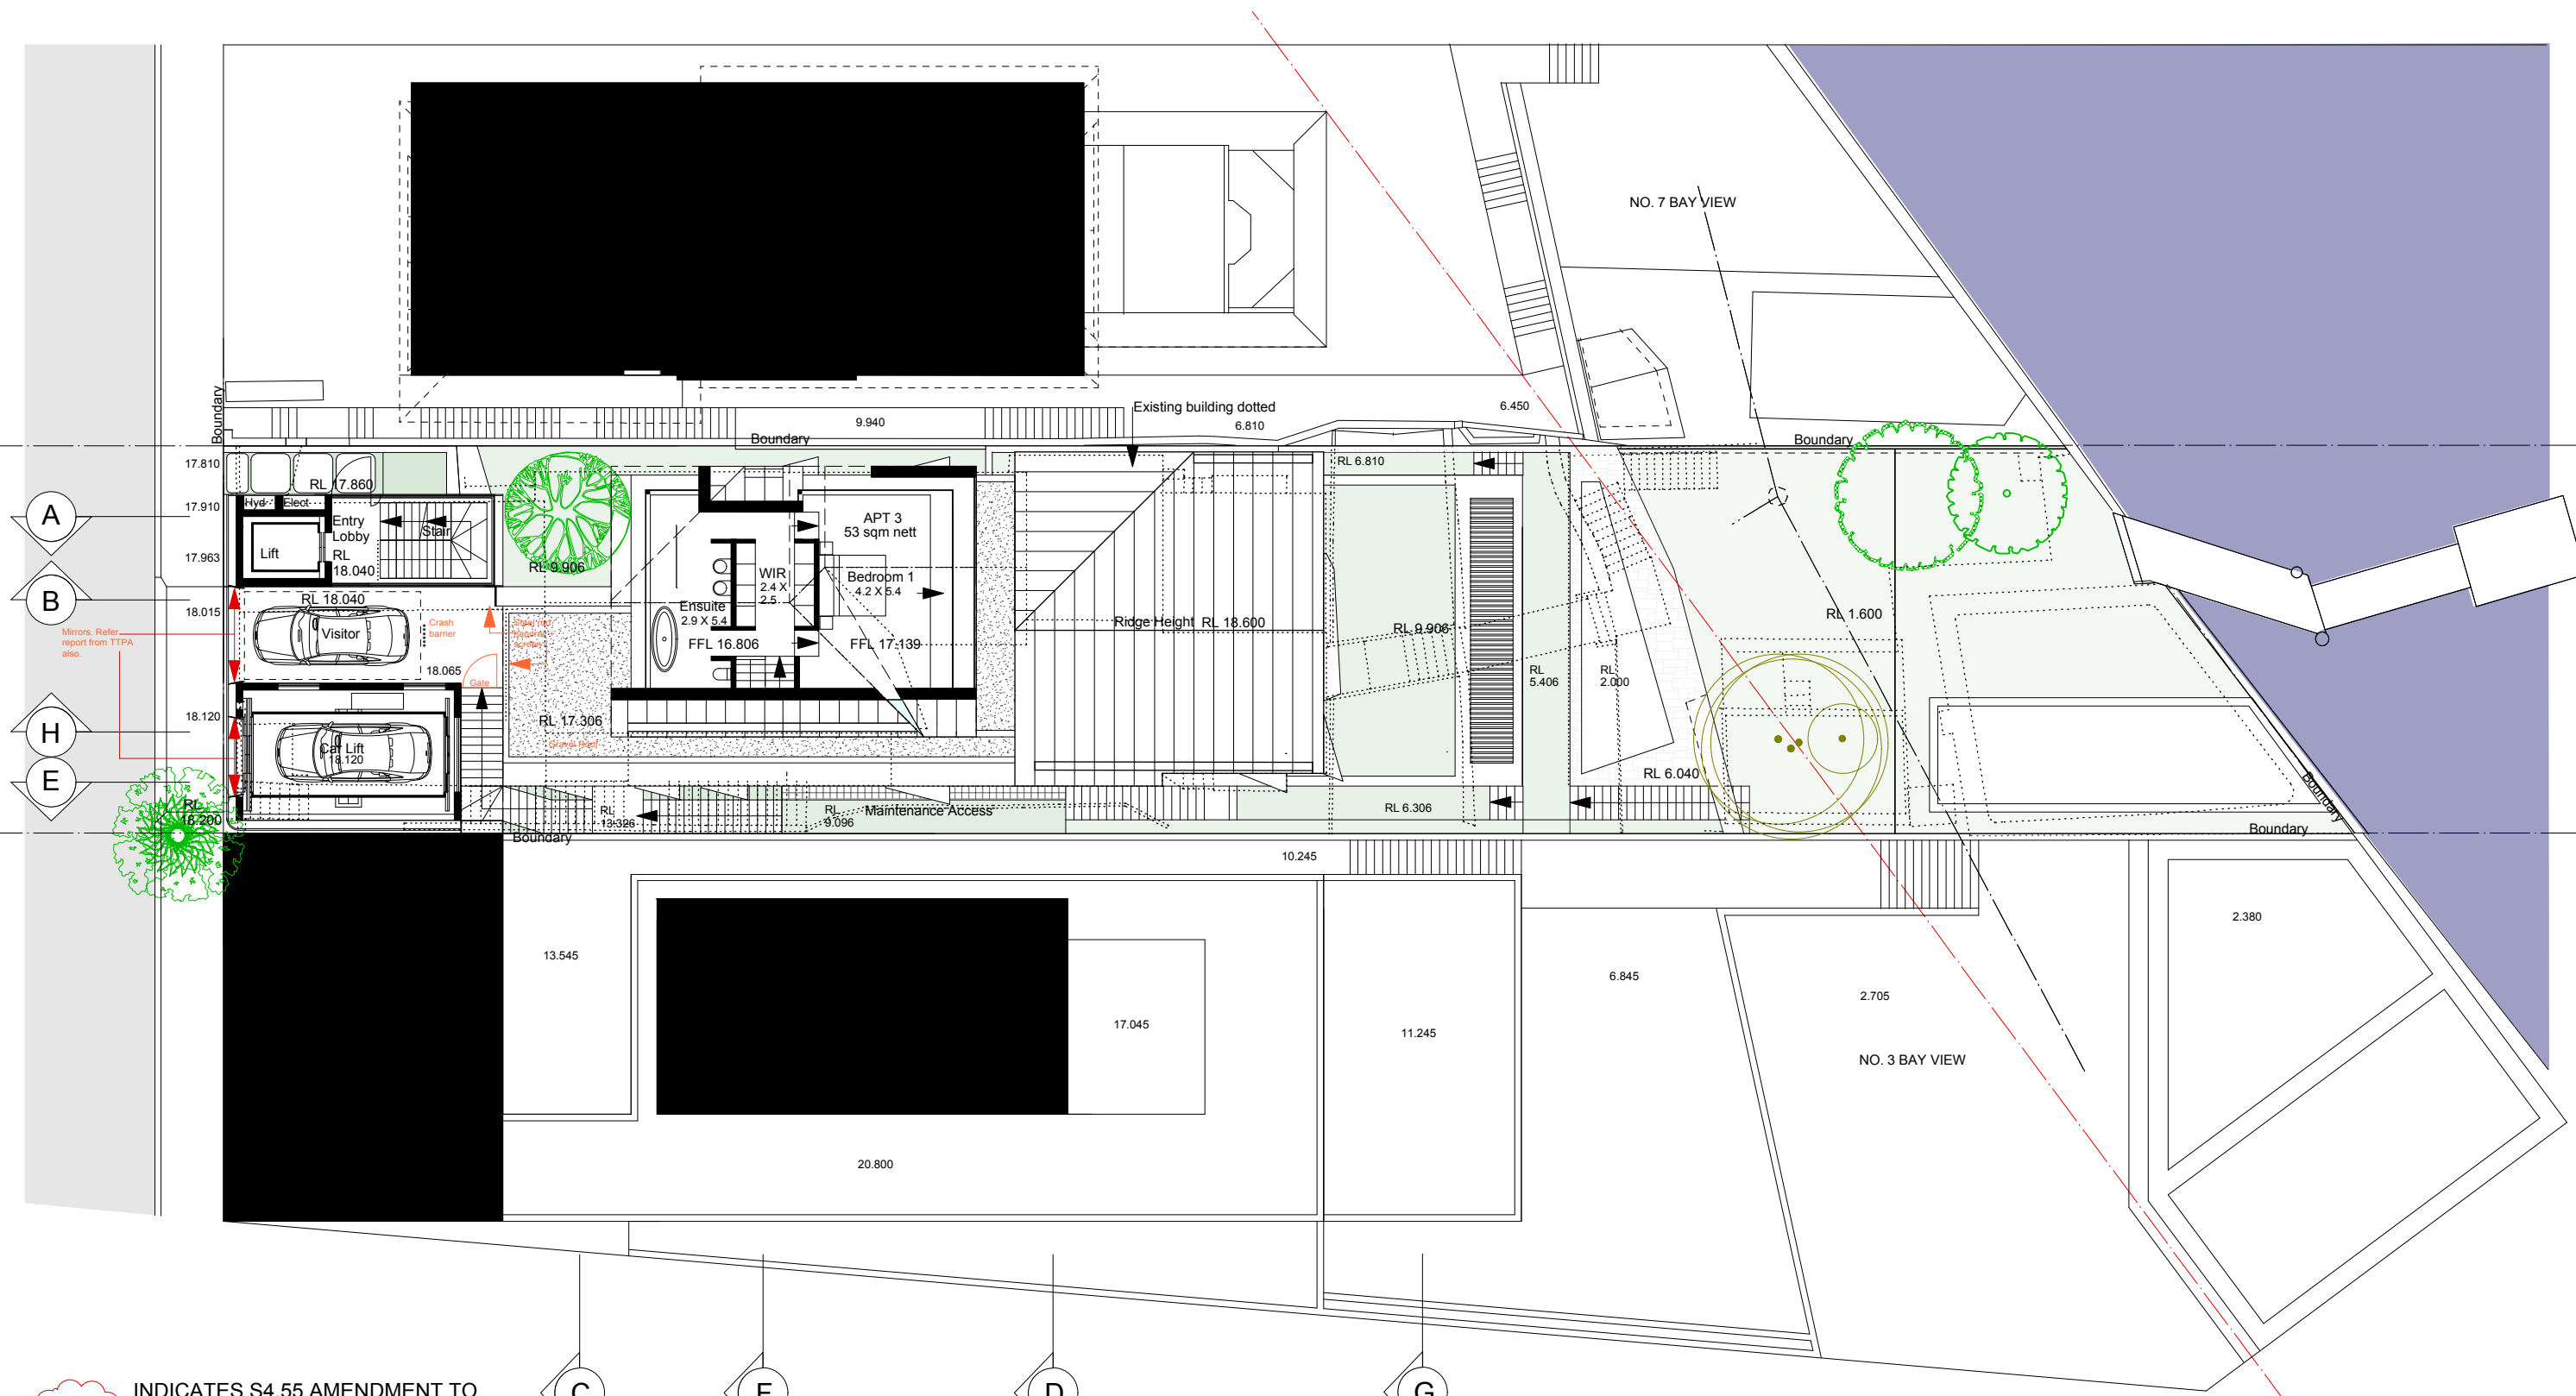 NO. 7 BAY VIEW
Boundary
Existing building dotted
9.940
6.810
6.450
Boundary
Boundary
17.810
17.910
17.963
18.015
18.120
RL 17.860
Hyd
Elect
Entry
Lobby
RL
18.040
Lift
Stair
RL 9.906
RL 18.040
Visitor
Crash
barrier
18.065
Gate
Mirrors. Refer
report from TTPA
also.
Car Lift
18.120
RL
18.200
A
B
H
E
RL 17.306
Gravel Roof
APT 3
53 sqm nett
WIR
2.4 X
2.5
Bedroom 1
4.2 X 5.4
Ensuite
2.9 X 5.4
FFL 16.806
FFL 17.139
Ridge Height RL 18.600
RL 6.810
RL 9.906
RL
5.406
RL
2.000
RL 1.600
RL 6.040
RL 6.306
RL
13.326
RL
9.096
Maintenance Access
Boundary
Boundary
Boundary
10.245
13.545
17.045
11.245
20.800
6.845
2.705
2.380
NO. 3 BAY VIEW
C
F
D
G
INDICATES S4.55 AMENDMENT TO